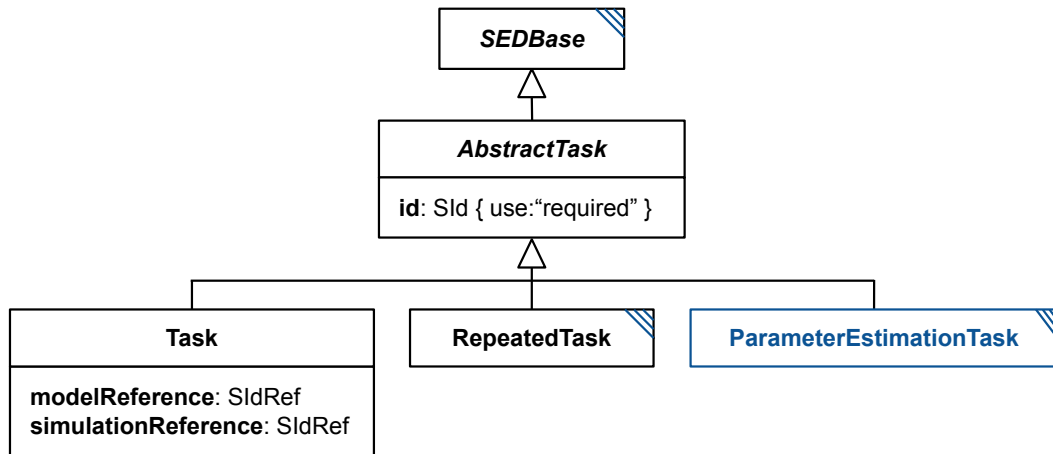 SEDBase
AbstractTask
id: SId { use:“required” }
Task
RepeatedTask
ParameterEstimationTask
modelReference: SIdRef
simulationReference: SIdRef